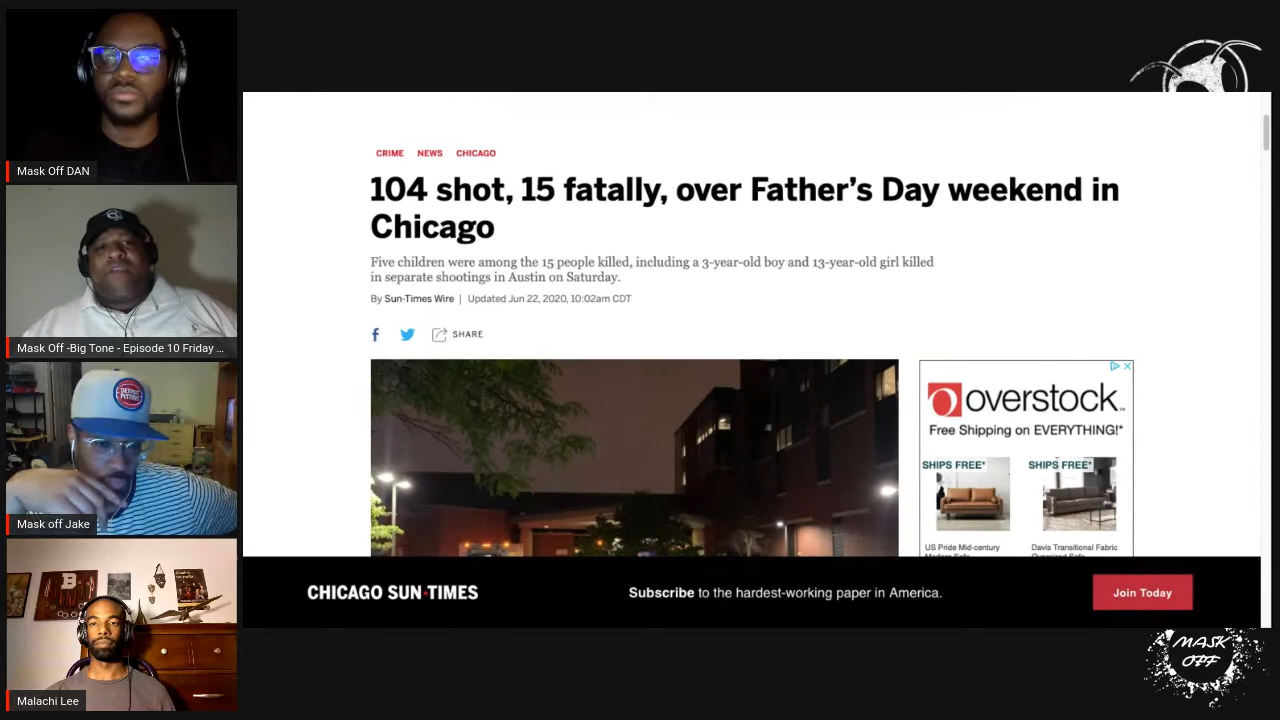 Mask Off DAN
Mask Off -Big Tone - Episode 10 Friday ...
DETROIT
PISTONS
Mask off Jake
B
Malachi Lee
CRIME NEWS CHICAGO
104 shot, 15 fatally, over Father’s Day weekend in
Chicago
Five children were among the 15 people killed, including a 3-year-old boy and 13-year-old girl killed
in separate shootings in Austin on Saturday.
By Sun-Times Wire | Updated Jun 22, 2020, 10:02am CDT
SHARE
overstock™
Free Shipping on EVERYTHING!*
SHIPS FREE* SHIPS FREE*
US Pride Mid-century Davis Transitional Fabric
CHICAGO SUN•TIMES
Subscribe to the hardest-working paper in America.
Join Today
MASK
OFF